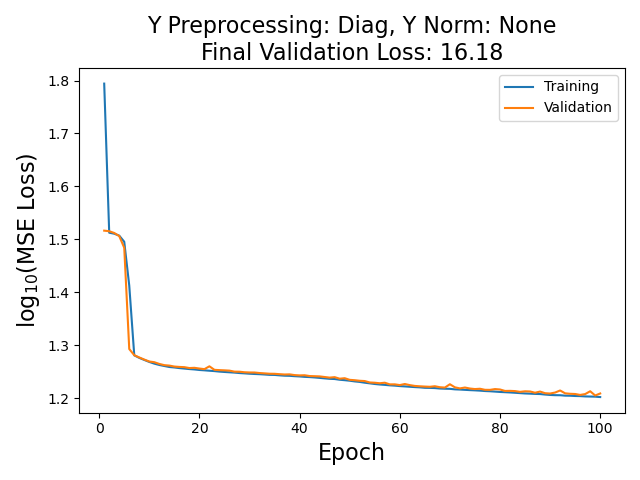 Y Preprocessing: Diag, Y Norm: None
Final Validation Loss: 16.18
Training
Validation
log₁₀(MSE Loss)
1.8
1.7
1.6
1.5
1.4
1.3
1.2
0 20 40 60 80 100
Epoch